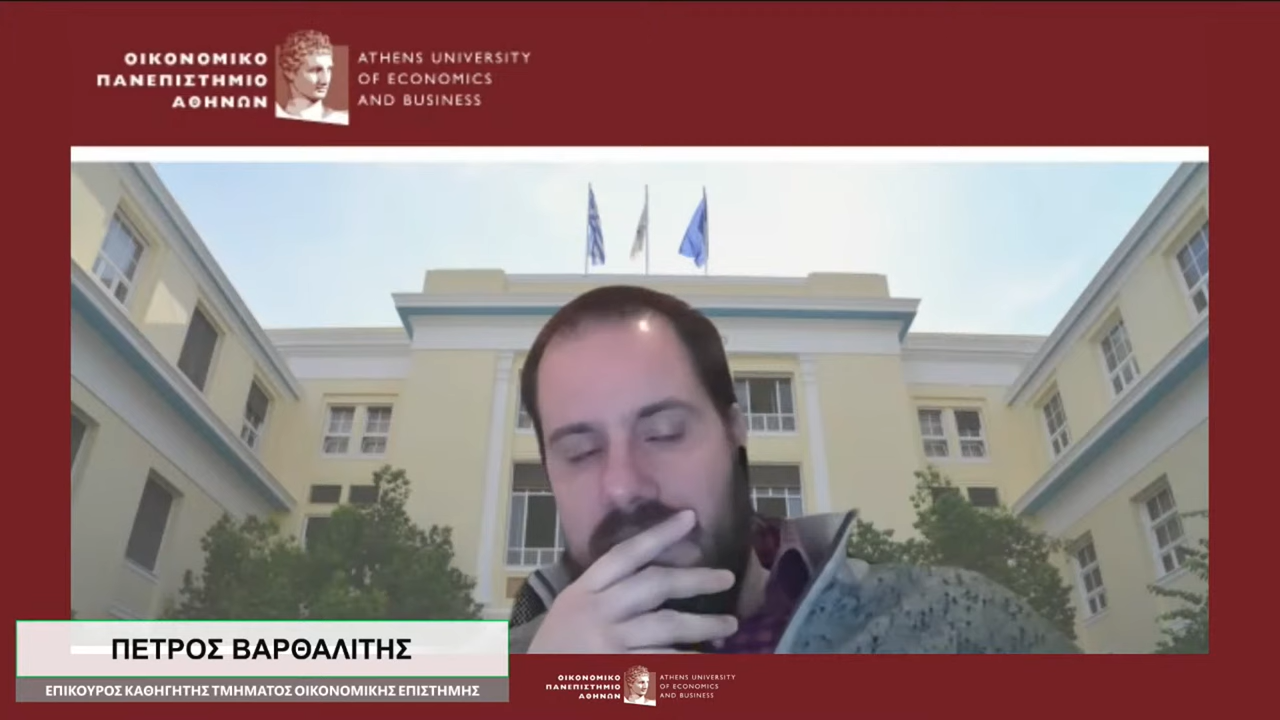 ΟΙΚΟΝΟΜΙΚΟ
ΠΑΝΕΠΙΣΤΗΜΙΟ
ΑΘΗΝΩΝ
ATHENS UNIVERSITY
OF ECONOMICS
AND BUSINESS
ΠΕΤΡΟΣ ΒΑΡΘΑΛΙΤΗΣ
ΕΠΙΚΟΥΡΟΣ ΚΑΘΗΓΗΤΗΣ ΤΜΗΜΑΤΟΣ ΟΙΚΟΝΟΜΙΚΗΣ ΕΠΙΣΤΗΜΗΣ
ΟΙΚΟΝΟΜΙΚΟ
ΠΑΝΕΠΙΣΤΗΜΙΟ
ΑΘΗΝΩΝ
ATHENS UNIVERSITY
OF ECONOMICS
AND BUSINESS